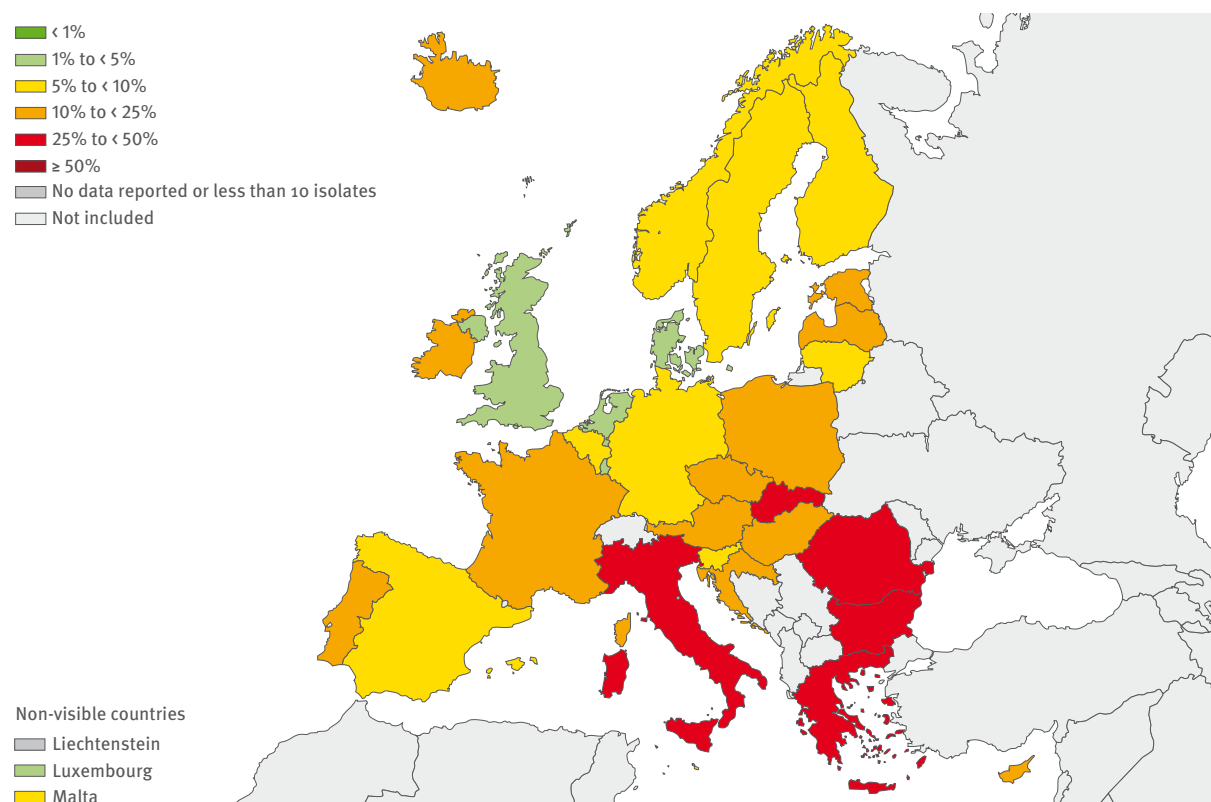 < 1%
1% to < 5%
5% to < 10%
10% to < 25%
25% to < 50%
≥ 50%
No data reported or less than 10 isolates
Not included
Non-visible countries
Liechtenstein
Luxembourg
Malta